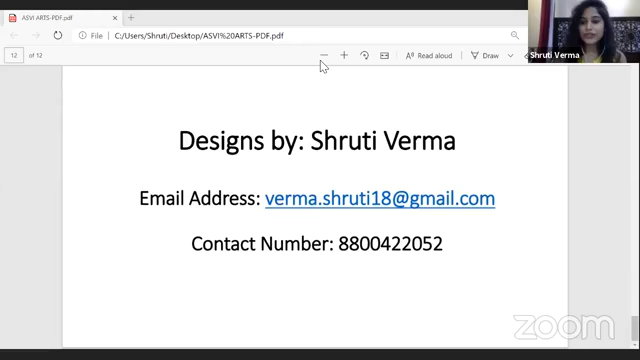 ASVI ARTS-PDF.pdf
File C:/Users/Shruti/Desktop/ASVI%20ARTS-PDF.pdf
12 of 12 Read aloud Draw
Shruti Verma
Designs by: Shruti Verma
Email Address: verma.shruti18@gmail.com
Contact Number: 8800422052
zoom